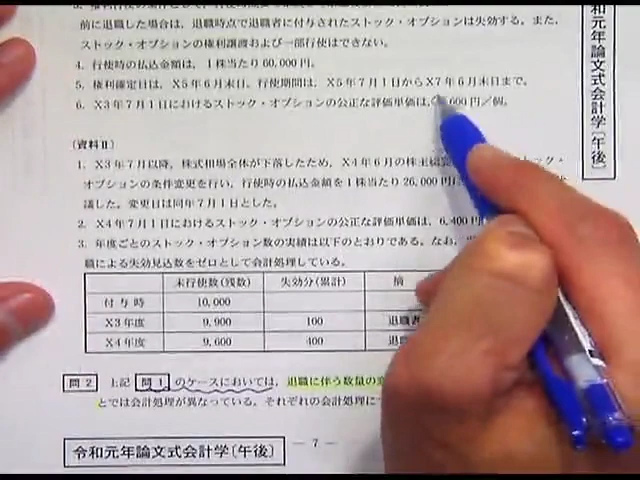 前に退職した場合は、退職時点で退職者に付与されたストック・オプションは失効する。また、
ストック・オプションの権利譲渡および一部行使はできない。
4. 行使時の払込金額は、1株当たり60,000円。
5. 権利確定日は、X5年6月末日。行使期間は、X5年7月1日からX7年6月末日まで。
6. X3年7月1日におけるストック・オプションの公正な評価単価は、 600円／個。
(資料Ⅱ)
1. X3年7月以降、株式相場全体が下落したため、X4年6月の株主総 ック・
オプションの条件変更を行い、行使時の払込金額を1株当たり26,000円
議した。変更日は同年7月1日とした。
2. X4年7月1日におけるストック・オプションの公正な評価単価は、6,400円
3. 年度ごとのストック・オプション数の実績は以下のとおりである。なお、
職による失効見込数をゼロとして会計処理している。
未行使数(残数) 失効分(累計) 摘
付与時 10,000
X3年度 9,900 100 退職者
X4年度 9,600 400 退職
問2 上記 問1 のケースにおいては、退職に伴う数量の変
とでは会計処理が異なっている。それぞれの会計処理につ
令和元年論文式会計学〔午後〕
— 7 —
和元年論文式会計学〔午後〕